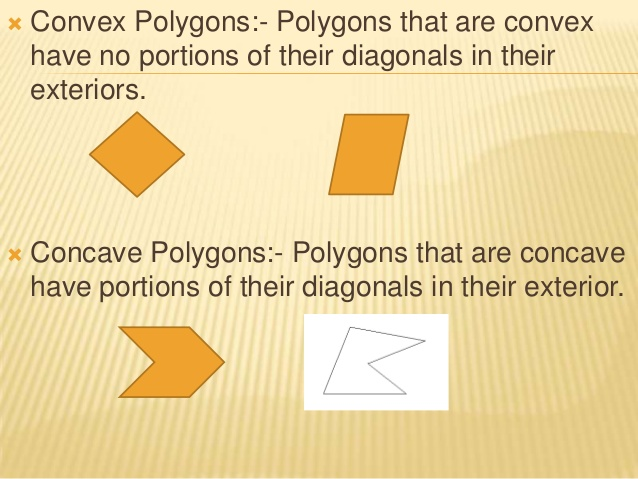 Convex Polygons:- Polygons that are convex
have no portions of their diagonals in their
exteriors.
Concave Polygons:- Polygons that are concave
have portions of their diagonals in their exterior.